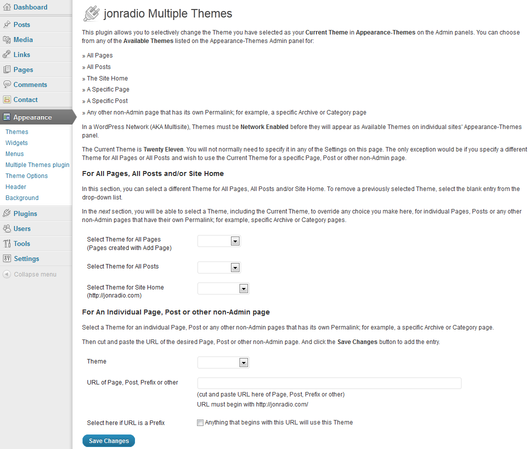 Dashboard
Posts
Media
Links
Pages
Comments
Contact
Appearance
Themes
Widgets
Menus
Multiple Themes plugin
Theme Options
Header
Background
Plugins
Users
Tools
Settings
Collapse menu
jonradio Multiple Themes
This plugin allows you to selectively change the Theme you have selected as your Current Theme in Appearance-Themes on the Admin panels. You can choose
from any of the Available Themes listed on the Appearance-Themes Admin panel for:
» All Pages
» All Posts
» The Site Home
» A Specific Page
» A Specific Post
» Any other non-Admin page that has its own Permalink; for example, a specific Archive or Category page
In a WordPress Network (AKA Multisite), Themes must be Network Enabled before they will appear as Available Themes on individual sites' Appearance-Themes
panel.
The Current Theme is Twenty Eleven. You will not normally need to specify it in any of the Settings on this page. The only exception would be if you specify a different
Theme for All Pages or All Posts and wish to use the Current Theme for a specific Page, Post or other non-Admin page.
For All Pages, All Posts and/or Site Home
In this section, you can select a different Theme for All Pages, All Posts and/or Site Home. To remove a previously selected Theme, select the blank entry from the
drop-down list.
In the next section, you will be able to select a Theme, including the Current Theme, to override any choice you make here, for individual Pages, Posts or any other
non-Admin pages that have their own Permalink; for example, specific Archive or Category pages.
Select Theme for All Pages
(Pages created with Add Page)
Select Theme for All Posts
Select Theme for Site Home
(http://jonradio.com)
For An Individual Page, Post or other non-Admin page
Select a Theme for an individual Page, Post or any other non-Admin pages that has its own Permalink; for example, a specific Archive or Category page.
Then cut and paste the URL of the desired Page, Post or other non-Admin page. And click the Save Changes button to add the entry.
Theme
URL of Page, Post, Prefix or other
(cut and paste URL here of Page, Post, Prefix or other)
URL must begin with http://jonradio.com/
Select here if URL is a Prefix
Anything that begins with this URL will use this Theme
Save Changes